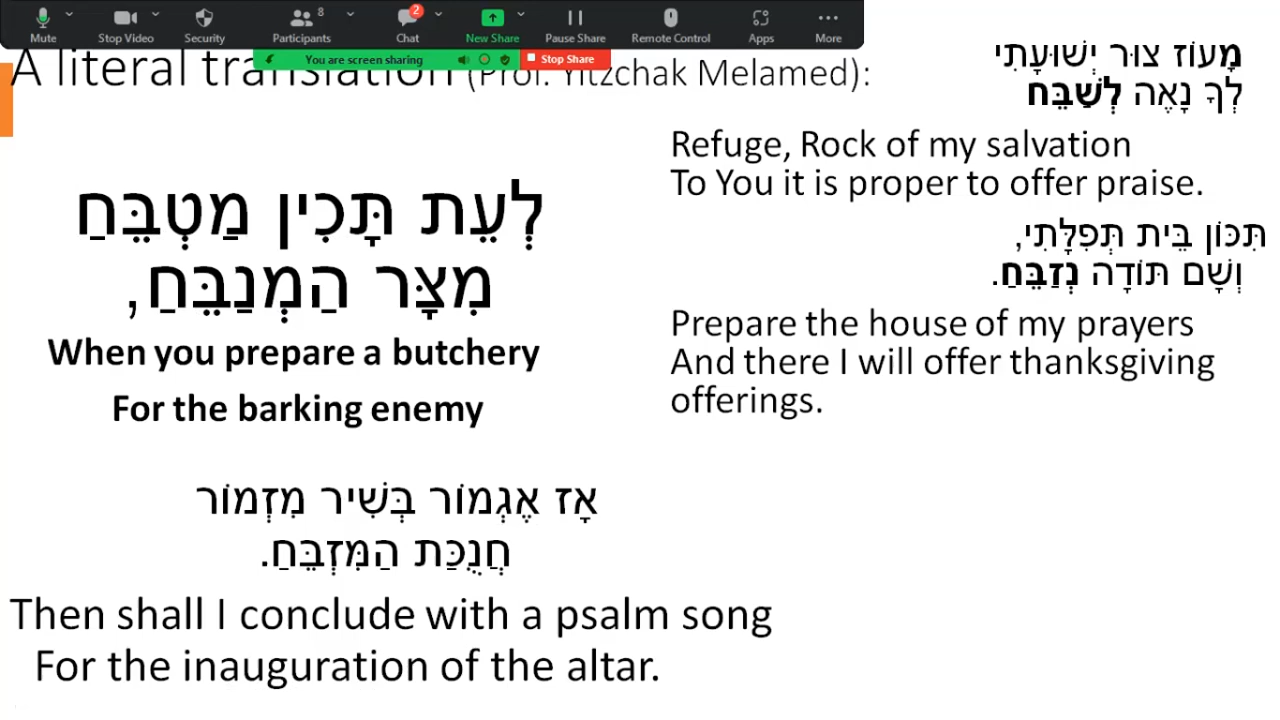 Mute
Stop Video
Security
8
Participants
2
Chat
New Share
Pause Share
Remote Control
Apps
More
You are screen sharing
Stop Share
A literal translation (Prof. Yitzchak Melamed):
מָעוֹז צוּר יְשׁוּעָתִי
לְךָ נָאֶה לְשַׁבֵּחַ
Refuge, Rock of my salvation
To You it is proper to offer praise.
תִּכּוֹן בֵּית תְּפִלָּתִי,
וְשָׁם תּוֹדָה נְזַבֵּחַ.
Prepare the house of my prayers
And there I will offer thanksgiving
offerings.
לְעֵת תָּכִין מַטְבֵּחַ
מִצָּר הַמְנַבֵּחַ,
When you prepare a butchery
For the barking enemy
אָז אֶגְמוֹר בְּשִׁיר מִזְמוֹר
חֲנֻכַּת הַמִּזְבֵּחַ.
Then shall I conclude with a psalm song
For the inauguration of the altar.